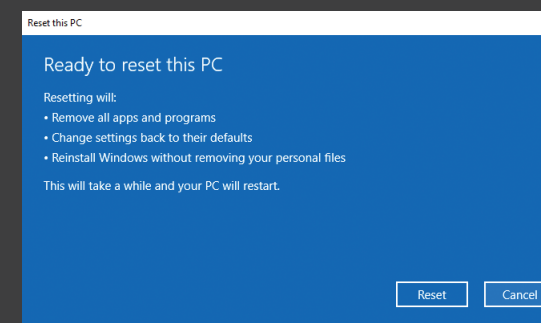 Reset this PC
Ready to reset this PC
Resetting will:
• Remove all apps and programs
• Change settings back to their defaults
• Reinstall Windows without removing your personal files
This will take a while and your PC will restart.
Reset
Cancel